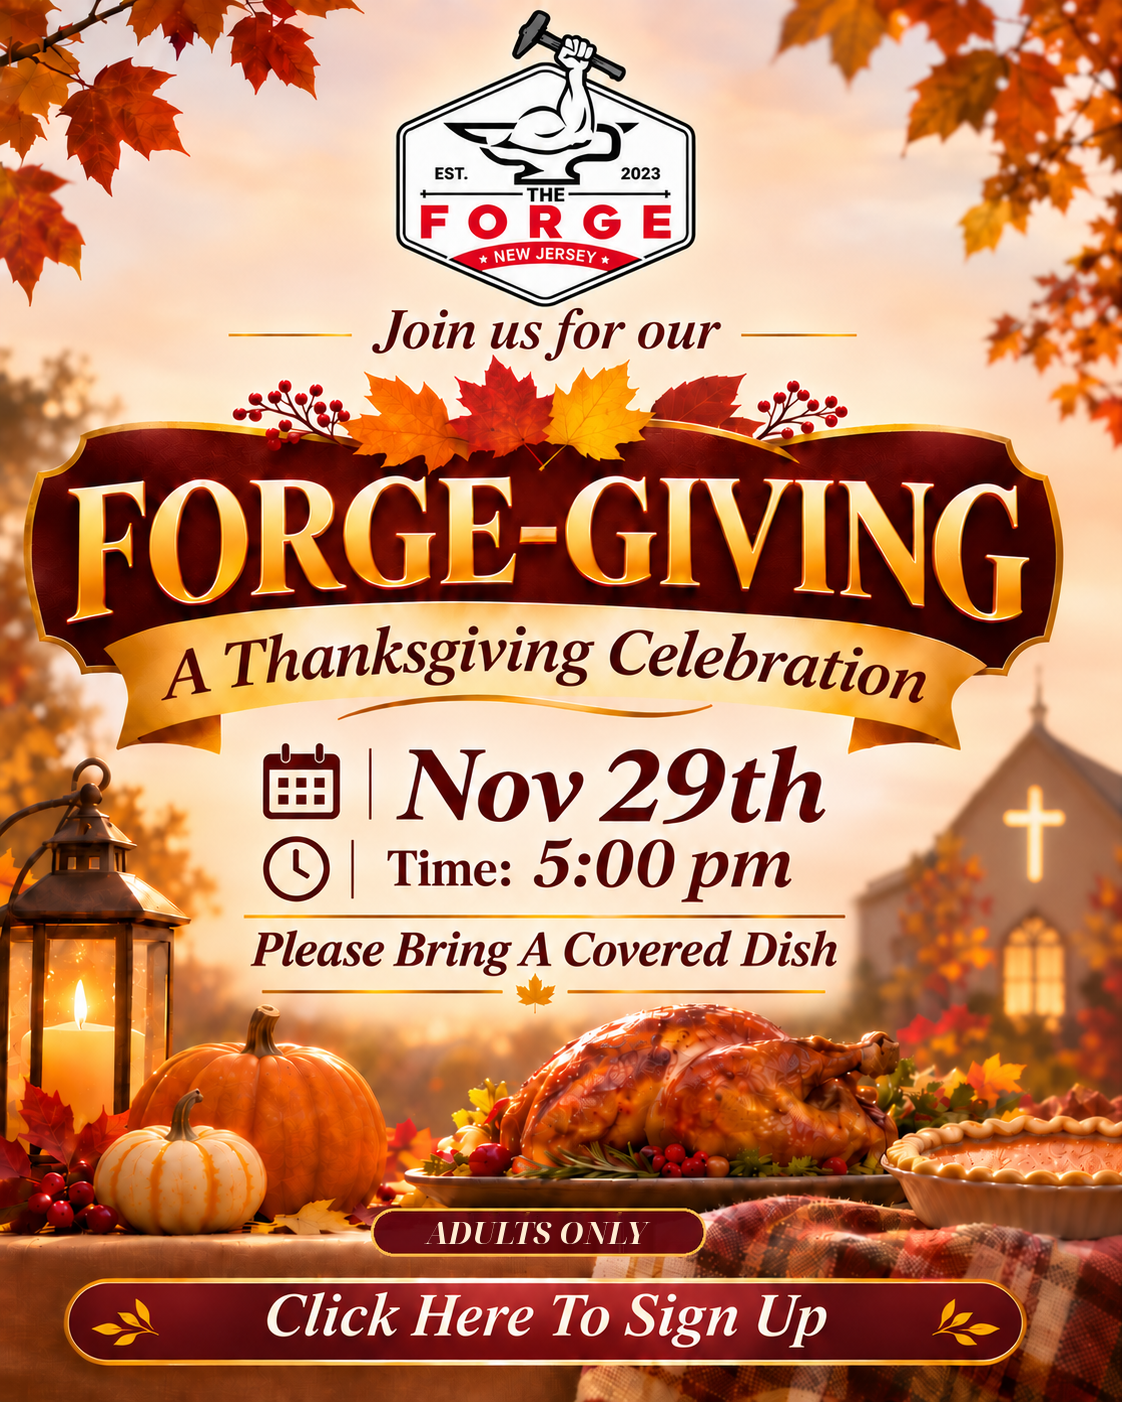 EST. 2023
THE
FORGE
★ NEW JERSEY ★
Join us for our
FORGE-GIVING
A Thanksgiving Celebration
Nov 29th
Time: 5:00 pm
Please Bring A Covered Dish
ADULTS ONLY
Click Here To Sign Up